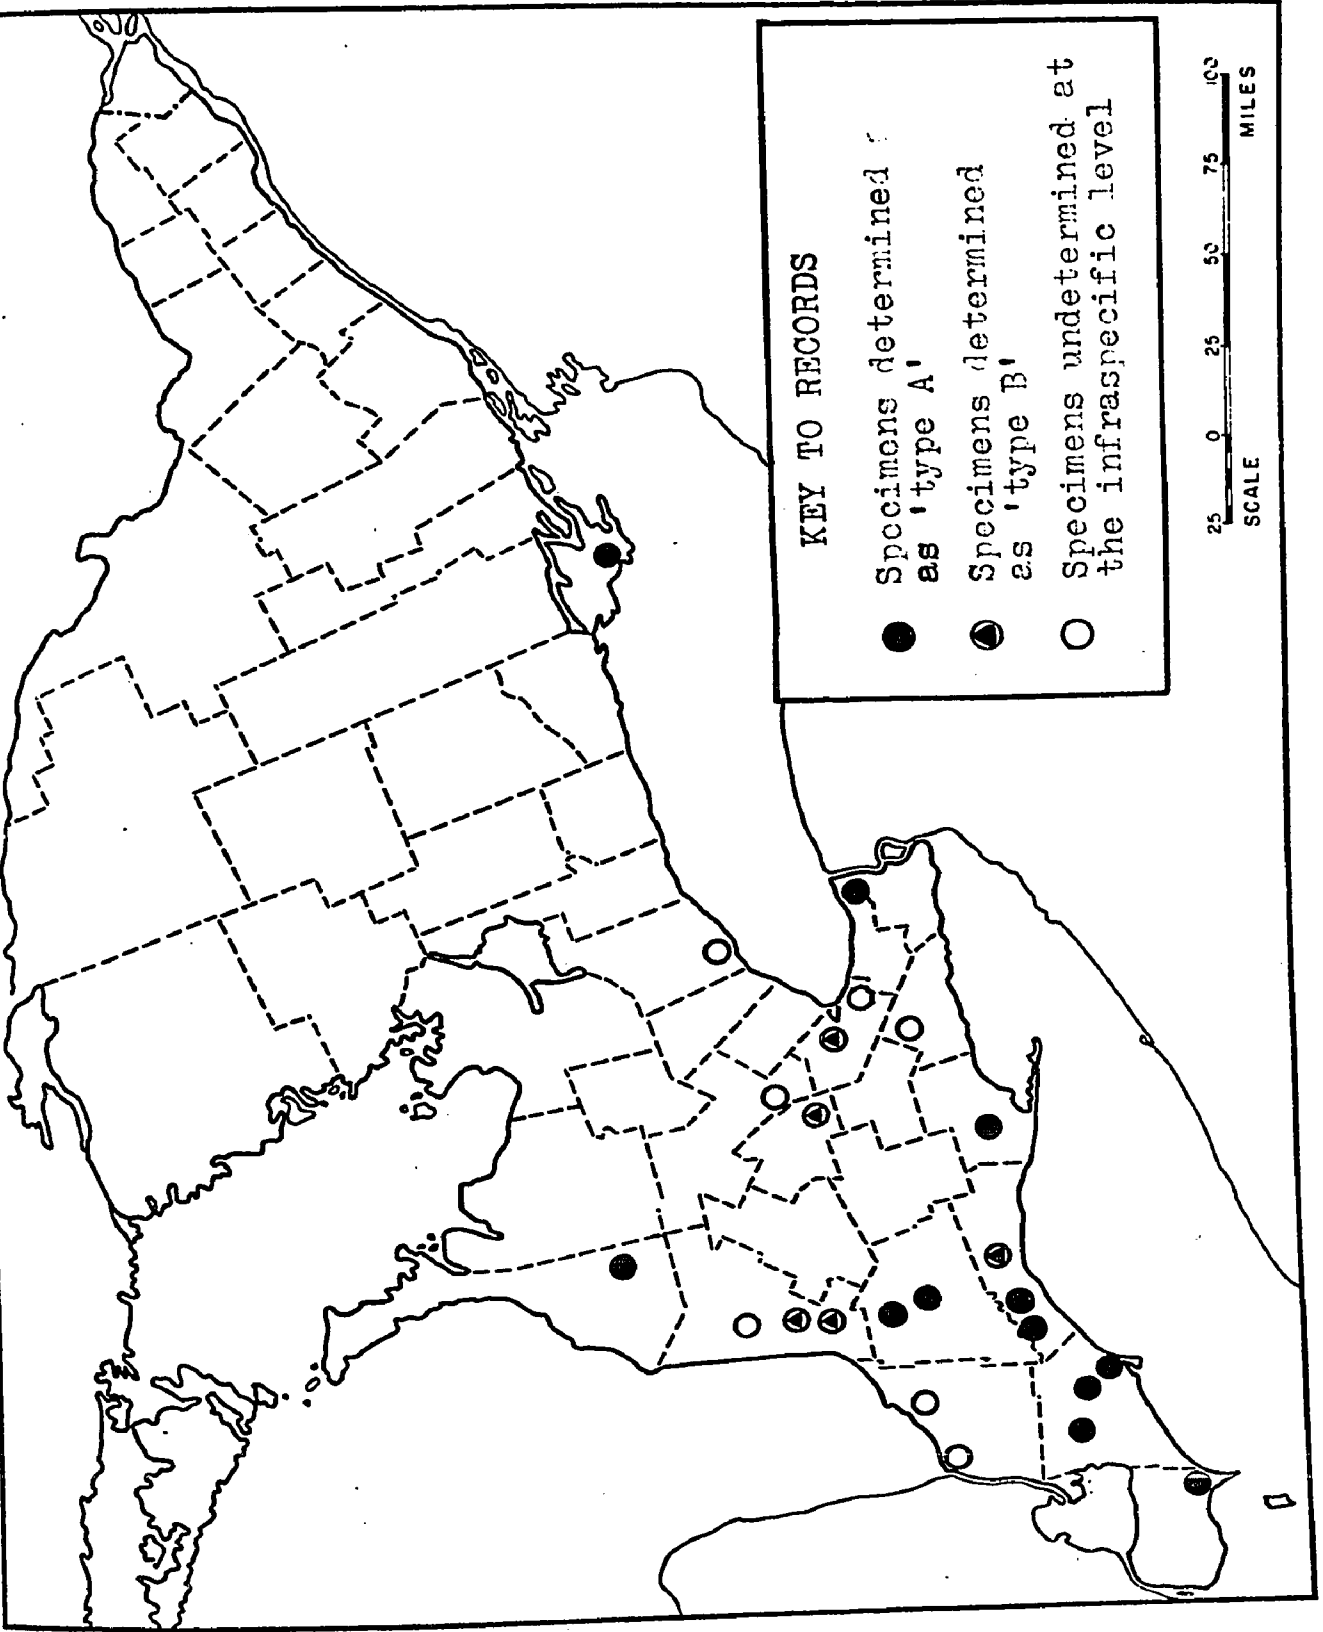 KEY TO RECORDS
Specimens determined
as 'type A'
Specimens determined
as 'type B'
Specimens undetermined at
the infraspecific level
25 0 25 50 75 100
SCALE MILES